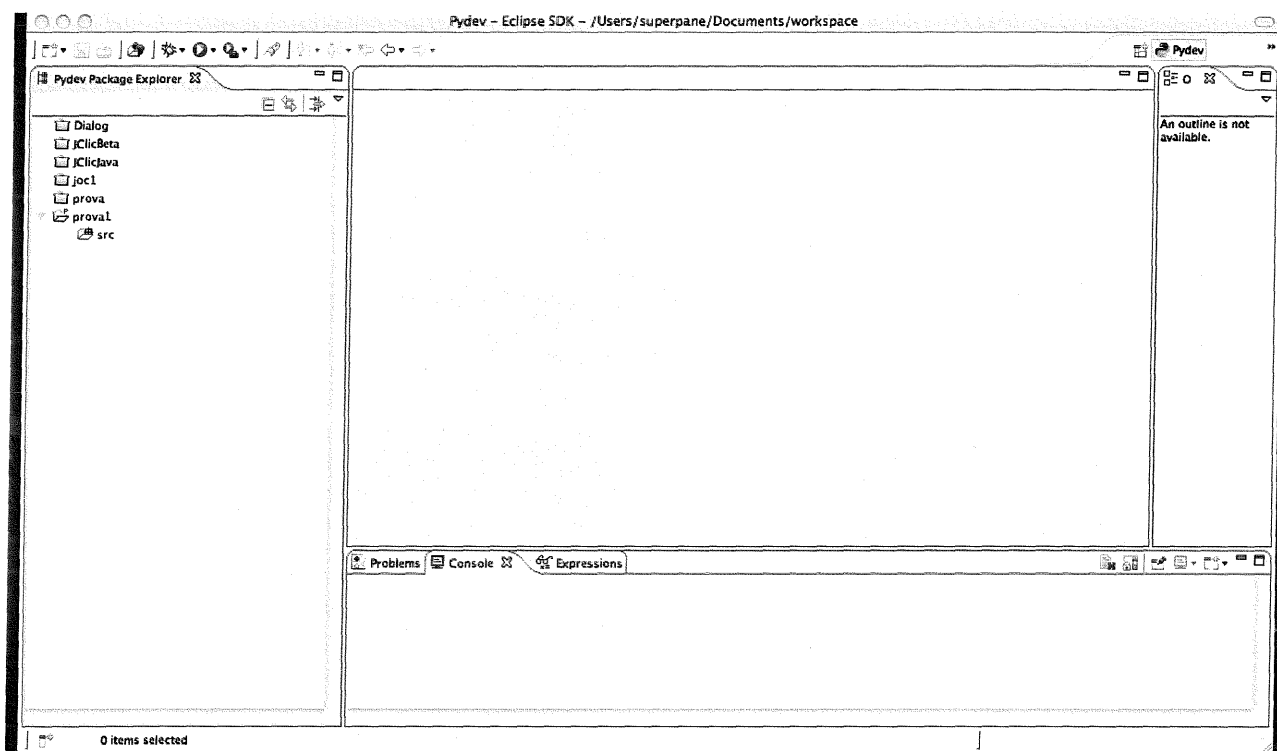 Pydev – Eclipse SDK – /Users/superpane/Documents/workspace
Pydev
Pydev Package Explorer
O
Dialog
JClicBeta
JClicJava
joc1
prova
prova1
src
An outline is not
available.
Problems
Console
Expressions
0 items selected